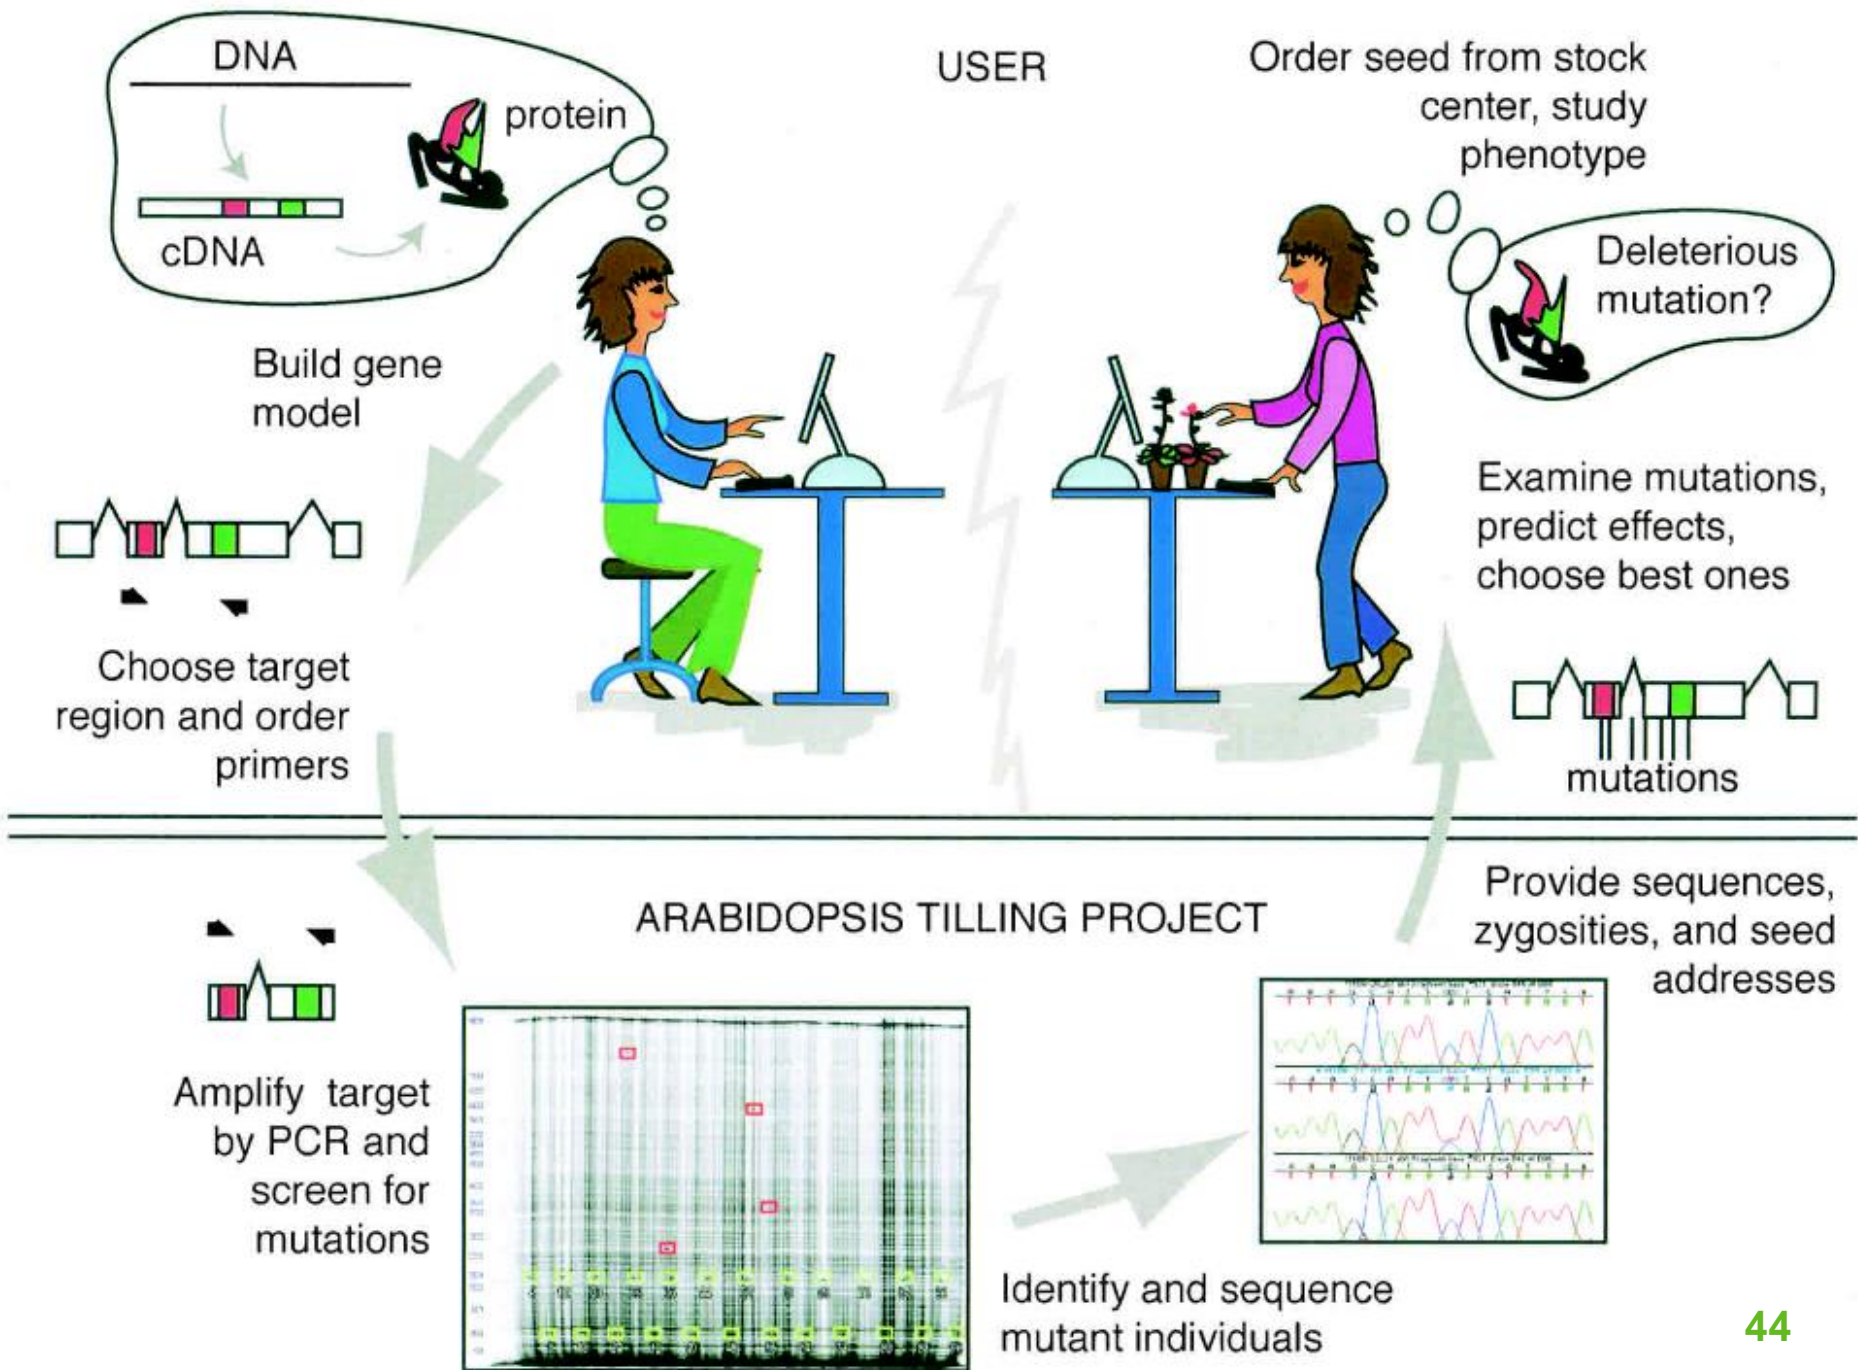 DNA
protein
cDNA
USER
Order seed from stock
center, study
phenotype
Deleterious
mutation?
Build gene
model
Choose target
region and order
primers
Examine mutations,
predict effects,
choose best ones
mutations
ARABIDOPSIS TILLING PROJECT
Provide sequences,
zygosities, and seed
addresses
Amplify target
by PCR and
screen for
mutations
Identify and sequence
mutant individuals
44